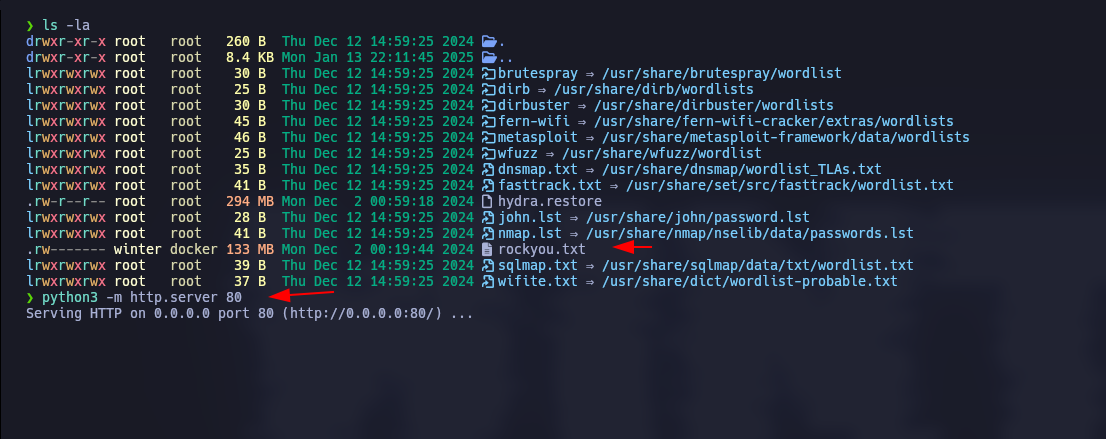 ❯ ls -la
drwxr-xr-x root   root   260 B  Thu Dec 12 14:59:25 2024 .
drwxr-xr-x root   root   8.4 KB Mon Jan 13 22:11:45 2025 ..
lrwxrwxrwx root   root    30 B  Thu Dec 12 14:59:25 2024 brutespray ⇒ /usr/share/brutespray/wordlist
lrwxrwxrwx root   root    25 B  Thu Dec 12 14:59:25 2024 dirb ⇒ /usr/share/dirb/wordlists
lrwxrwxrwx root   root    30 B  Thu Dec 12 14:59:25 2024 dirbuster ⇒ /usr/share/dirbuster/wordlists
lrwxrwxrwx root   root    45 B  Thu Dec 12 14:59:25 2024 fern-wifi ⇒ /usr/share/fern-wifi-cracker/extras/wordlists
lrwxrwxrwx root   root    46 B  Thu Dec 12 14:59:25 2024 metasploit ⇒ /usr/share/metasploit-framework/data/wordlists
lrwxrwxrwx root   root    25 B  Thu Dec 12 14:59:25 2024 wfuzz ⇒ /usr/share/wfuzz/wordlist
lrwxrwxrwx root   root    35 B  Thu Dec 12 14:59:25 2024 dnsmap.txt ⇒ /usr/share/dnsmap/wordlist_TLAs.txt
lrwxrwxrwx root   root    41 B  Thu Dec 12 14:59:25 2024 fasttrack.txt ⇒ /usr/share/set/src/fasttrack/wordlist.txt
.rw-r--r-- root   root   294 MB Mon Dec  2 00:59:18 2024 hydra.restore
lrwxrwxrwx root   root    28 B  Thu Dec 12 14:59:25 2024 john.lst ⇒ /usr/share/john/password.lst
lrwxrwxrwx root   root    41 B  Thu Dec 12 14:59:25 2024 nmap.lst ⇒ /usr/share/nmap/nselib/data/passwords.lst
.rw------- winter docker 133 MB Mon Dec  2 00:19:44 2024 rockyou.txt
lrwxrwxrwx root   root    39 B  Thu Dec 12 14:59:25 2024 sqlmap.txt ⇒ /usr/share/sqlmap/data/txt/wordlist.txt
lrwxrwxrwx root   root    37 B  Thu Dec 12 14:59:25 2024 wifite.txt ⇒ /usr/share/dict/wordlist-probable.txt
❯ python3 -m http.server 80
Serving HTTP on 0.0.0.0 port 80 (http://0.0.0.0:80/) ...